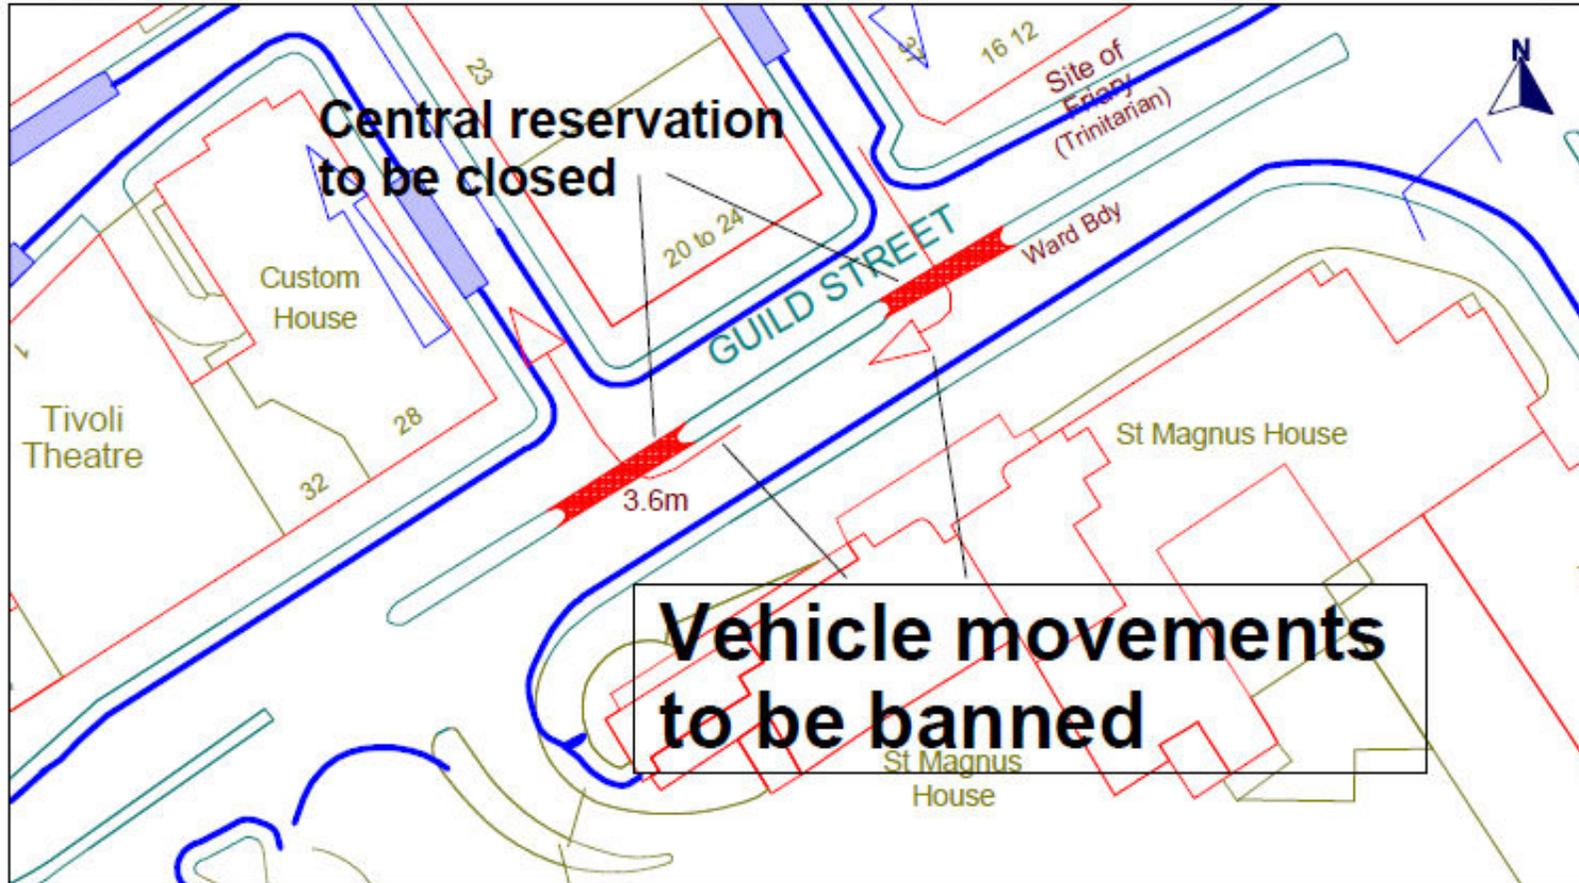 23
37
16 12
Site of
Friary
(Trinitarian)
N
Central reservation
to be closed
20 to 24
GUILD STREET
Ward Bdy
Custom
House
1
Tivoli
Theatre
28
32
3.6m
St Magnus House
Vehicle movements
to be banned
St Magnus
House